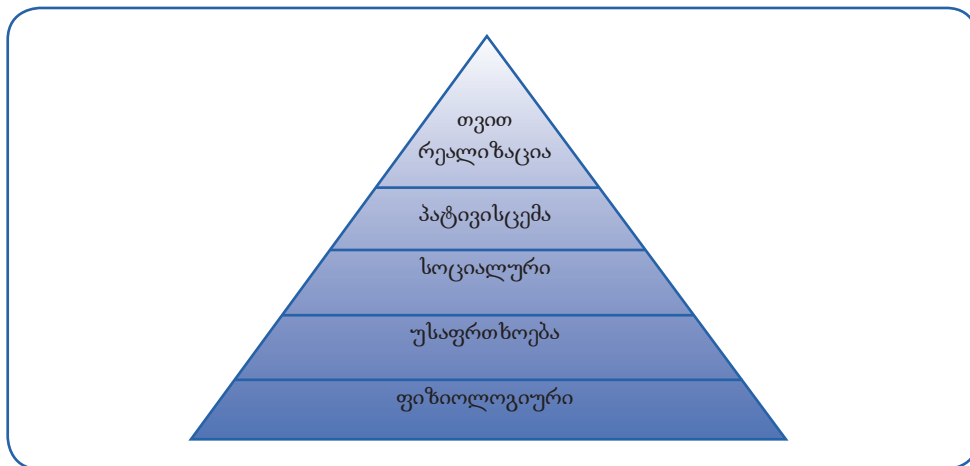 თვით
რეალიზაცია
პატივისცემა
სოციალური
უსაფრთხოება
ფიზიოლოგიური